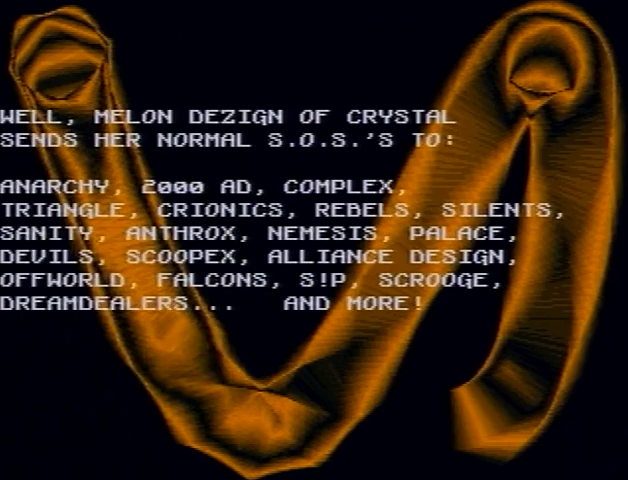 WELL, MELON DEZIGN OF CRYSTAL
SENDS HER NORMAL S.O.S.'S TO:
ANARCHY, 2000 AD, COMPLEX,
TRIANGLE, CRIONICS, REBELS, SILENTS,
SANITY, ANTHROX, NEMESIS, PALACE,
DEVILS, SCOOPEX, ALLIANCE DESIGN,
OFFWORLD, FALCONS, S!P, SCROOGE,
DREAMDEALERS... AND MORE!